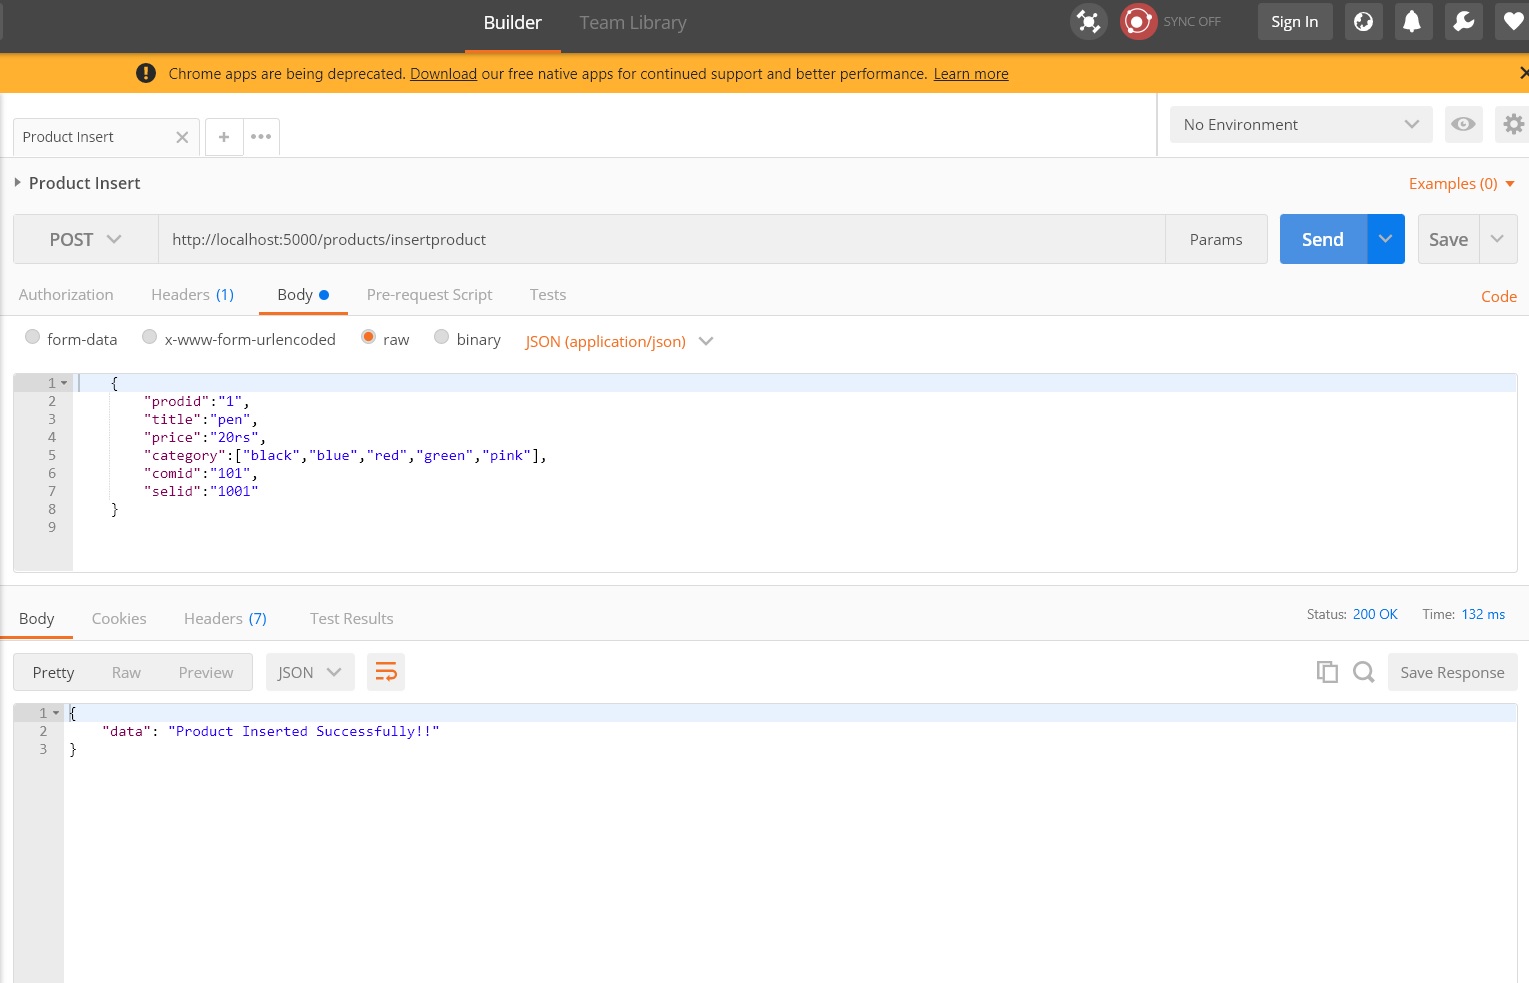 Builder
Team Library
SYNC OFF
Sign In
Chrome apps are being deprecated. Download our free native apps for continued support and better performance. Learn more
Product Insert
No Environment
Product Insert
Examples (0)
POST
http://localhost:5000/products/insertproduct
Params
Send
Save
Authorization
Headers (1)
Body
Pre-request Script
Tests
Code
form-data
x-www-form-urlencoded
raw
binary
JSON (application/json)
1 {
2 "prodid":"1",
3 "title":"pen",
4 "price":"20rs",
5 "category":["black","blue","red","green","pink"],
6 "comid":"101",
7 "selid":"1001"
8 }
9
Body
Cookies
Headers (7)
Test Results
Status: 200 OK
Time: 132 ms
Pretty
Raw
Preview
JSON
Save Response
1 {
2 "data": "Product Inserted Successfully!!"
3 }